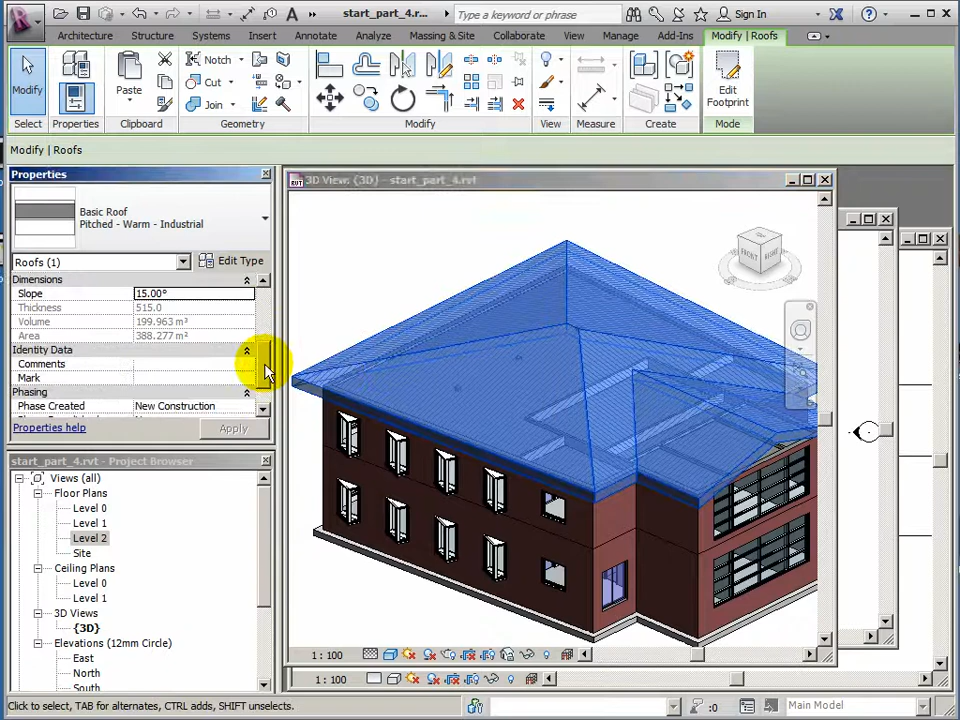 start_part_4.r...
Type a keyword or phrase
Sign In
Architecture Structure Systems Insert Annotate Analyze Massing & Site Collaborate View Manage Add-Ins Modify | Roofs
Modify
Paste
Notch
Cut
Join
Edit
Footprint
Select Properties Clipboard Geometry Modify View Measure Create Mode
Modify | Roofs
Properties
Basic Roof
Pitched - Warm - Industrial
Roofs (1)
Edit Type
Dimensions
Slope 15.00°
Thickness 515.0
Volume 199.963 m³
Area 388.277 m²
Identity Data
Comments
Mark
Phasing
Phase Created New Construction
Properties help
Apply
start_part_4.rvt - Project Browser
Views (all)
Floor Plans
Level 0
Level 1
Level 2
Site
Ceiling Plans
Level 0
Level 1
3D Views
{3D}
Elevations (12mm Circle)
East
North
South
3D View: {3D} - start_part_4.rvt
FRONT
RIGHT
1 : 100
1 : 100
Click to select, TAB for alternates, CTRL adds, SHIFT unselects.
:0
Main Model